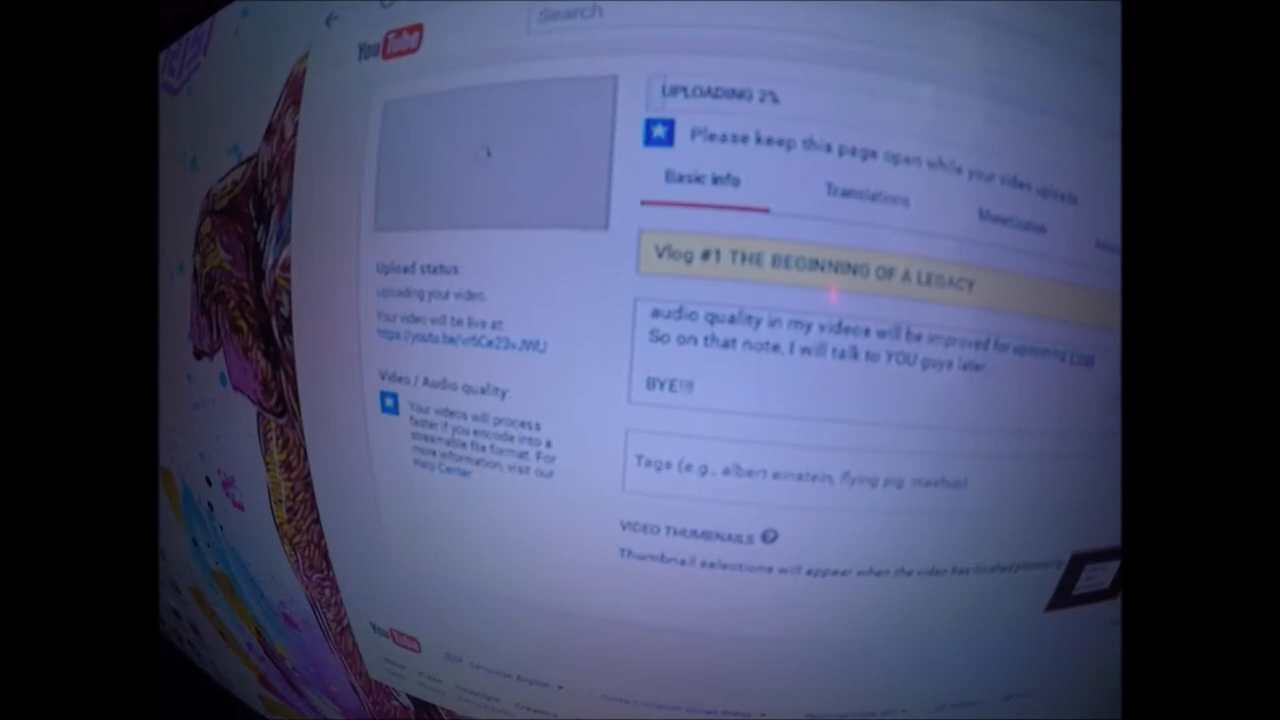 Search
YouTube
UPLOADING 2%
Please keep this page open while your video uploads
Basic info
Translations
Monetization
Vlog #1 THE BEGINNING OF A LEGACY
Upload status:
Uploading your video.
Your video will be live at:
audio quality in my videos will be improved for upcoming
So on that note, I will talk to YOU guys later.
BYE!!!
Video / Audio quality:
Your videos will process
faster if you encode into a
streamable file format. For
more information, visit our
Help Center
Tags (e.g., albert einstein, flying pig, mashup)
VIDEO THUMBNAILS
Thumbnail selections will appear when the video has finished processing
YouTube
Language: English